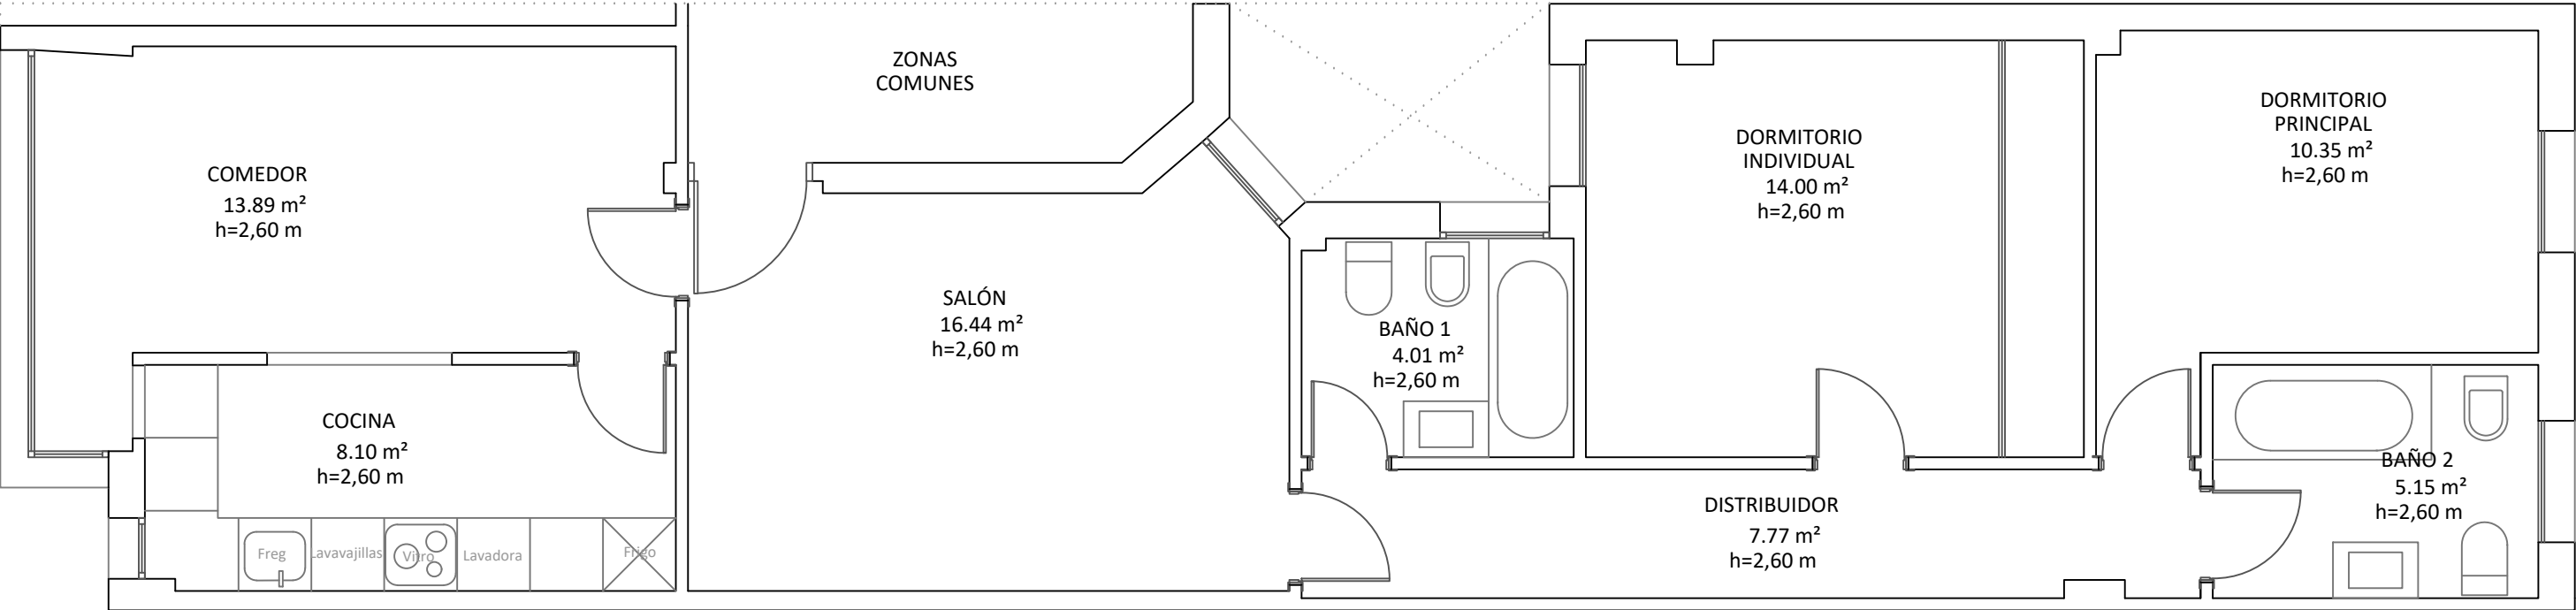 COMEDOR
13.89 m²
h=2,60 m
ZONAS
COMUNES
SALÓN
16.44 m²
h=2,60 m
COCINA
8.10 m²
h=2,60 m
Freg
Lavavajillas
Vitro
Lavadora
Frigo
BAÑO 1
4.01 m²
h=2,60 m
DORMITORIO
INDIVIDUAL
14.00 m²
h=2,60 m
DORMITORIO
PRINCIPAL
10.35 m²
h=2,60 m
DISTRIBUIDOR
7.77 m²
h=2,60 m
BAÑO 2
5.15 m²
h=2,60 m